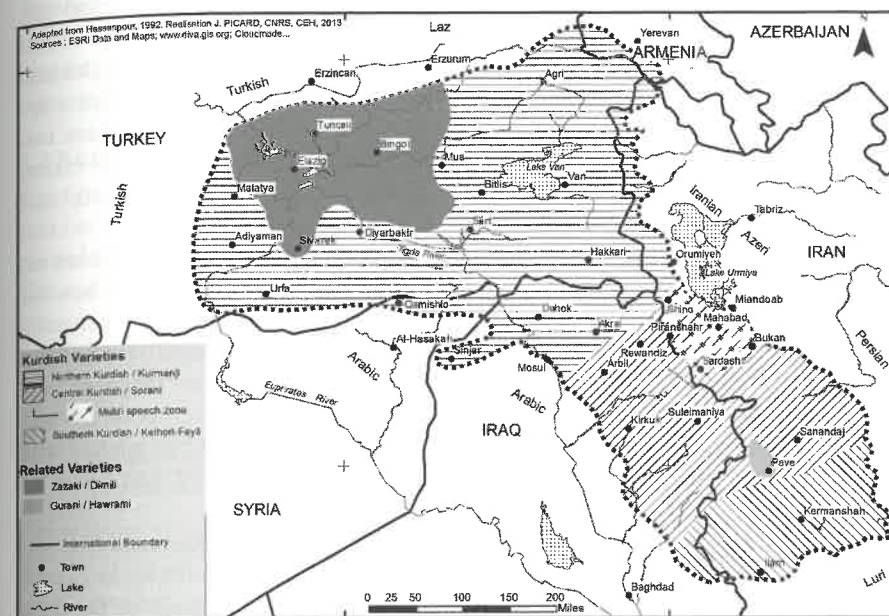 Adapted from Hassanpour, 1992. Realisation J. PICARD, CNRS, CEH, 2013
Sources : ESRI Data and Maps; www.diva.gis.org; Cloudmade...
Laz
Yerevan
AZERBAIJAN
ARMENIA
Erzurum
Erzincan
Turkish
Agri
TURKEY
Tunceli
Bingol
Elazig
Mus
Lake Van
Van
Bitlis
Malatya
Turkish
Iranian
Tabriz
Azeri
IRAN
Siirt
Diyarbakir
Adiyaman
Siverek
Tigris River
Hakkari
Orumiyeh
Lake Urmiya
Urfa
Qamishlo
Dohok
Akre
Shino
Miandoab
Mahabad
Piranshahr
Bukan
Persian
Al-Hasakah
Sinjar
Rewandiz
Sardasht
Mosul
Arbil
Arabic
Arabic
Euphrates River
IRAQ
Kirkuk
Suleimaniya
Sanandaj
Pave
SYRIA
Kermanshah
Ilam
Luri
Baghdad
Kurdish Varieties
Northern Kurdish / Kurmanji
Central Kurdish / Sorani
Multi speech zone
Southern Kurdish / Kelhori-Feyli
Related Varieties
Zazaki / Dimili
Gurani / Hawrami
International Boundary
Town
Lake
River
0 25 50 100 150 200
Miles